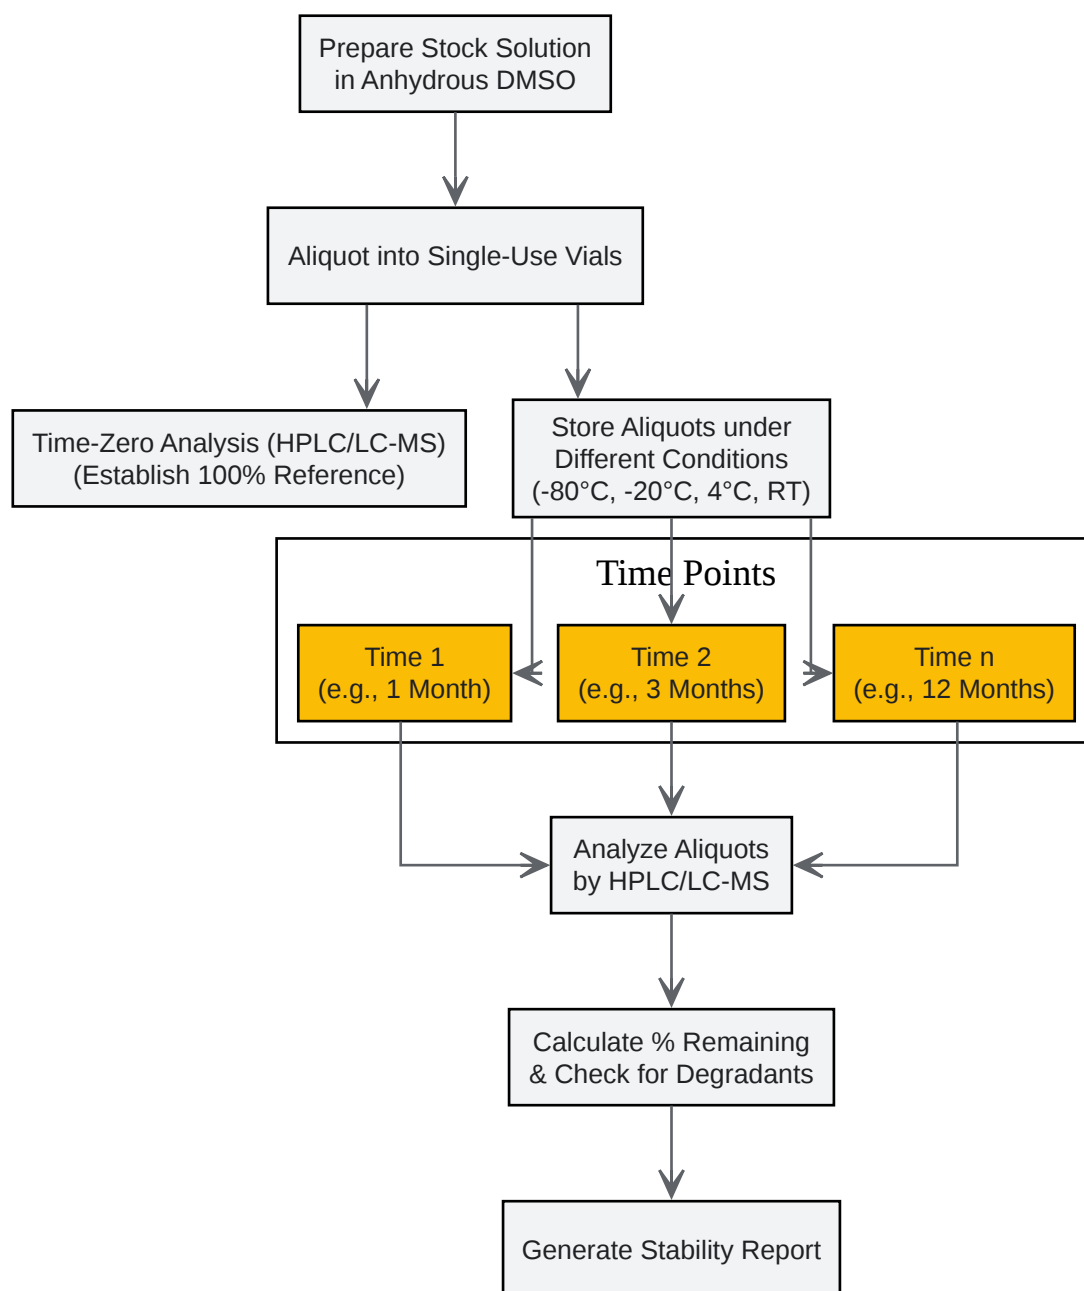 Prepare Stock Solution
in Anhydrous DMSO
Aliquot into Single-Use Vials
Time-Zero Analysis (HPLC/LC-MS)
(Establish 100% Reference)
Store Aliquots under
Different Conditions
(-80°C, -20°C, 4°C, RT)
Time Points
Time 1
(e.g., 1 Month)
Time 2
(e.g., 3 Months)
Time n
(e.g., 12 Months)
Analyze Aliquots
by HPLC/LC-MS
Calculate % Remaining
& Check for Degradants
Generate Stability Report